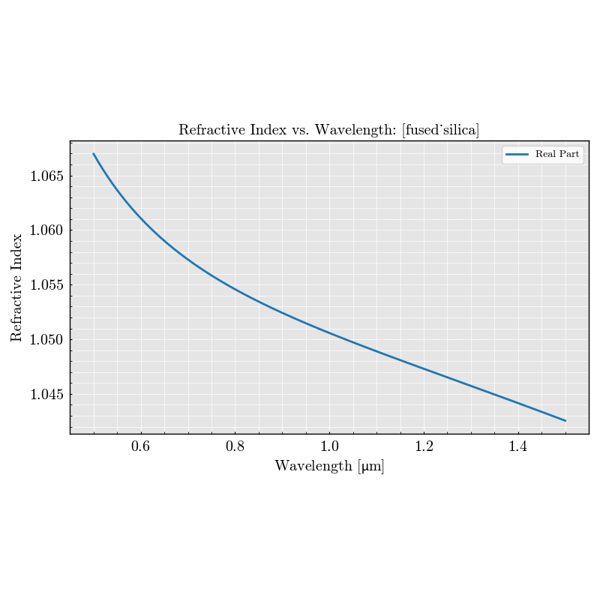 Refractive Index vs. Wavelength: [fused˙silica]
Real Part
Refractive Index
1.065
1.060
1.055
1.050
1.045
0.6 0.8 1.0 1.2 1.4
Wavelength [µm]